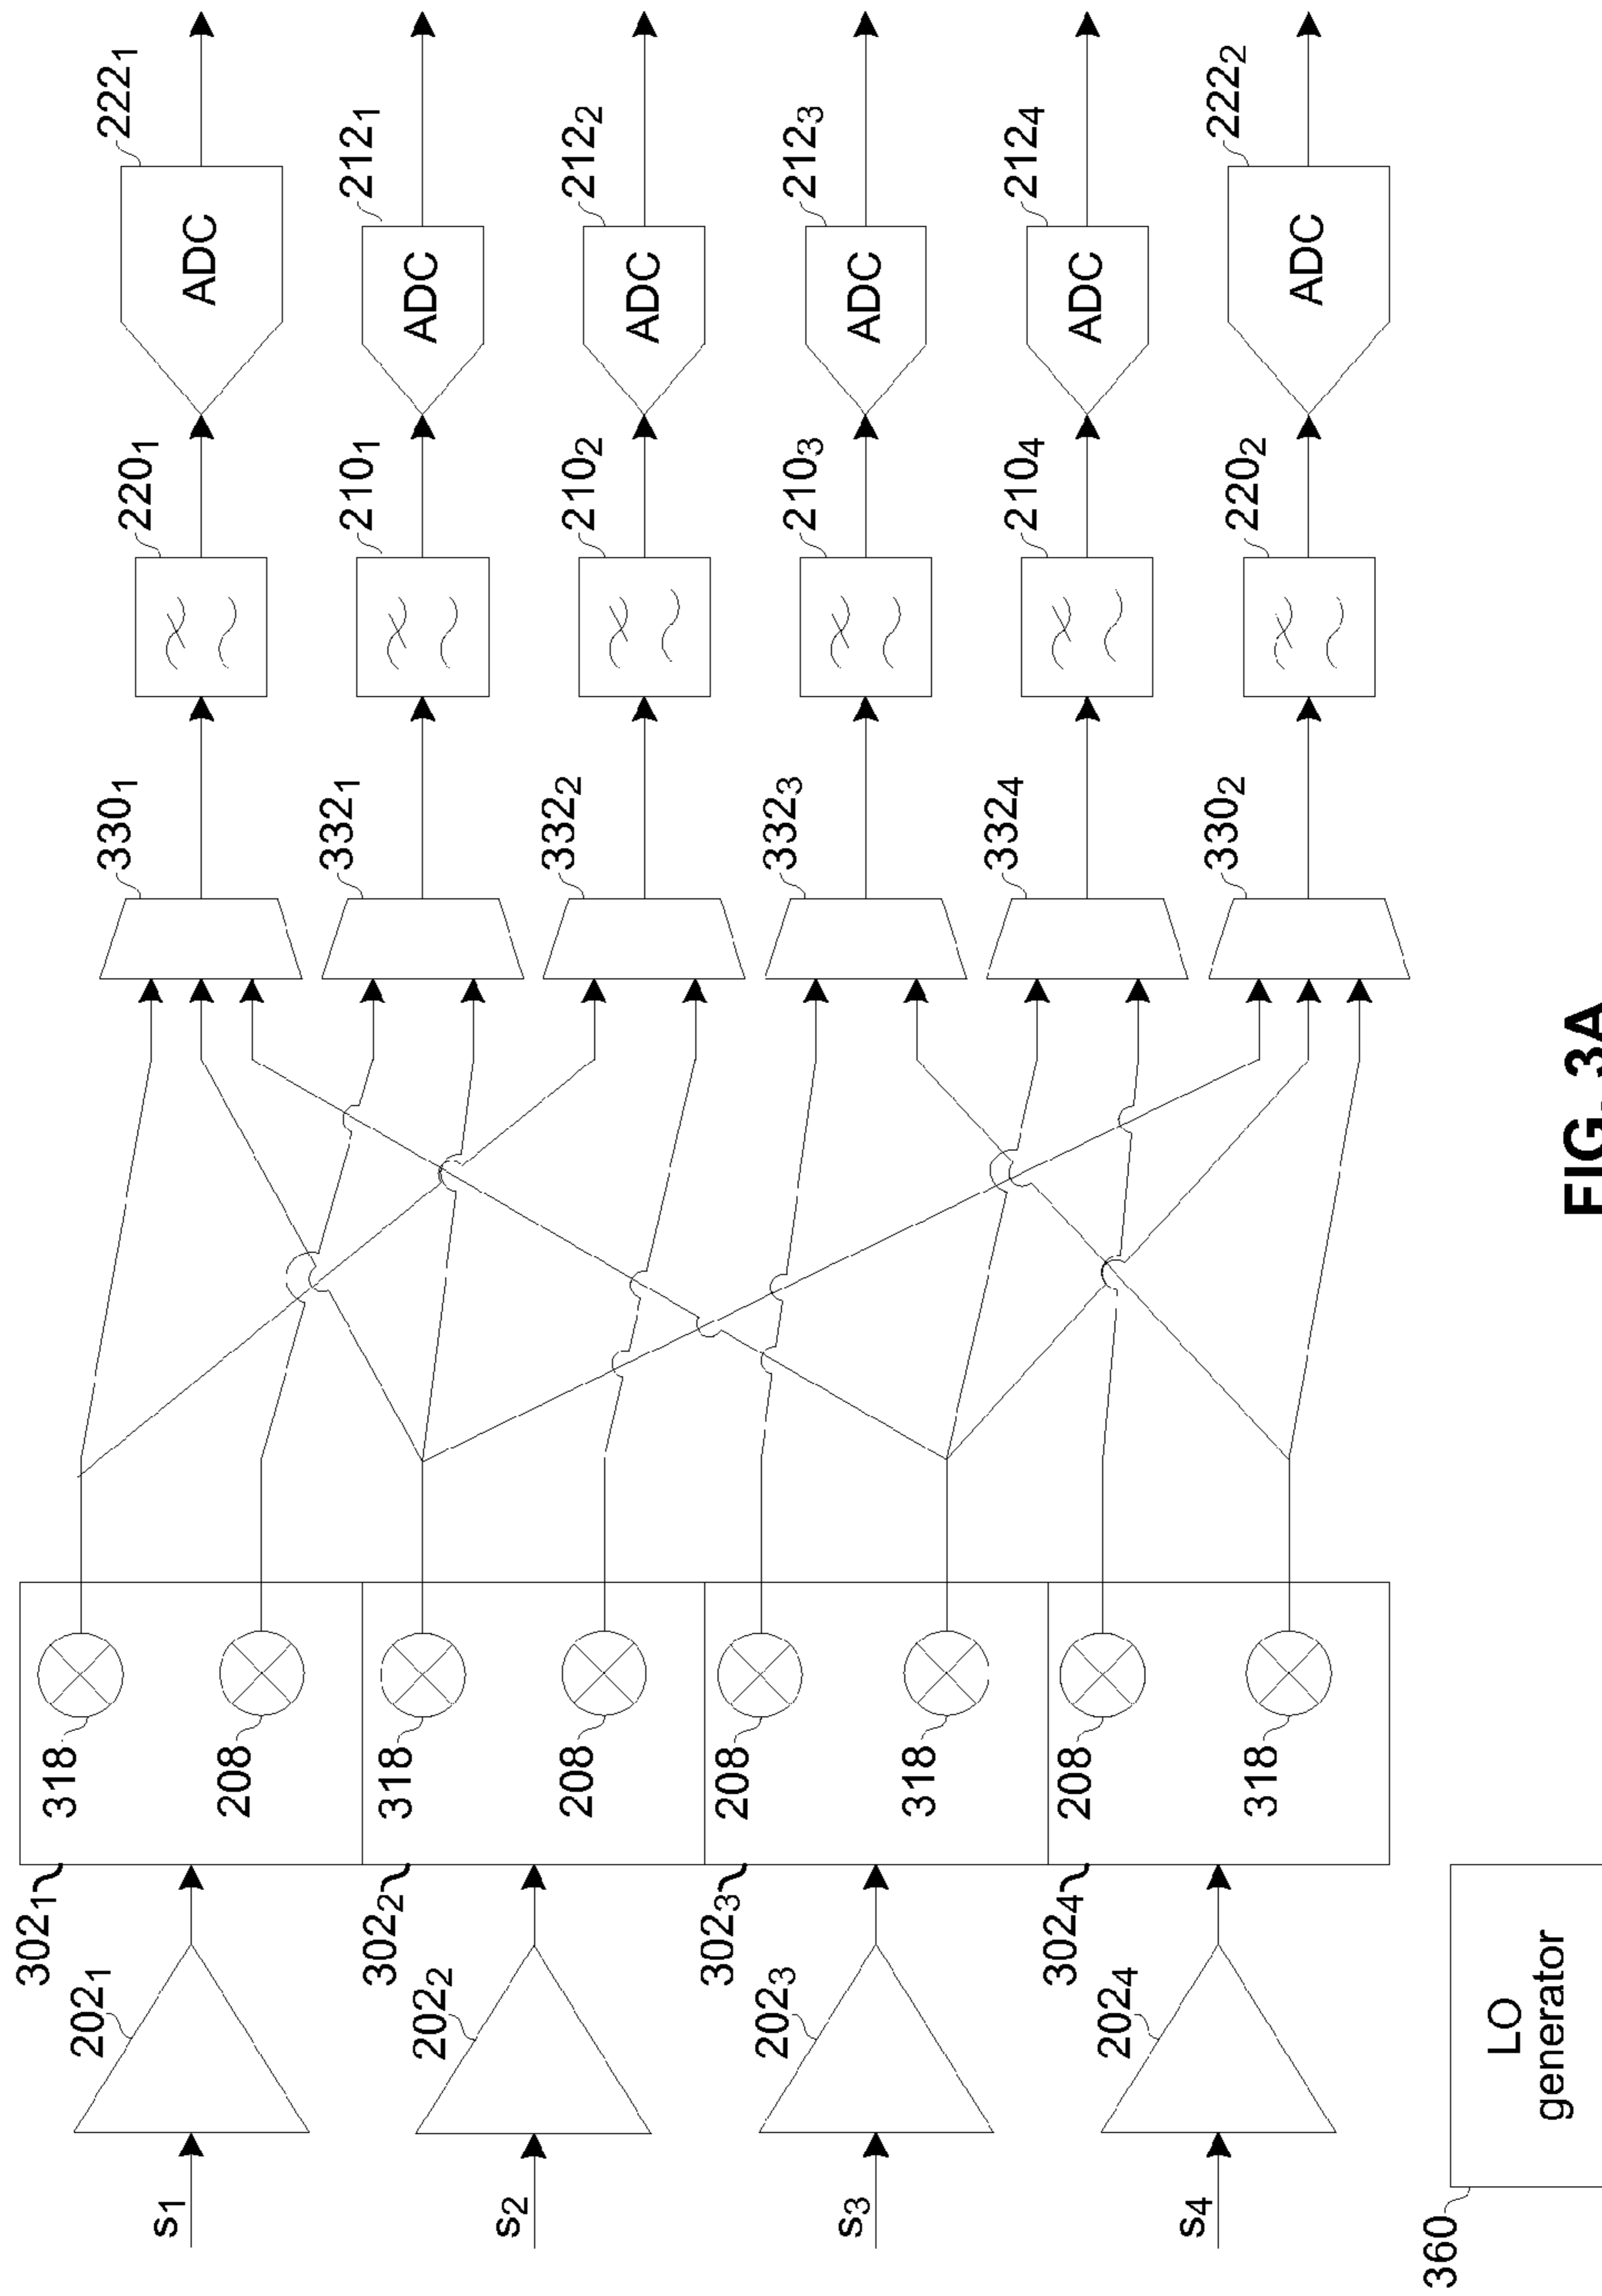 222₁
212₁
212₂
212₃
212₄
222₂
ADC
ADC
ADC
ADC
ADC
ADC
220₁
210₁
210₂
210₃
210₄
220₂
330₁
332₁
332₂
332₃
332₄
330₂
318
208
318
208
208
318
208
318
302₁
302₂
302₃
302₄
202₁
202₂
202₃
202₄
s₁
s₂
s₃
s₄
LO
generator
360
FIG. 3A